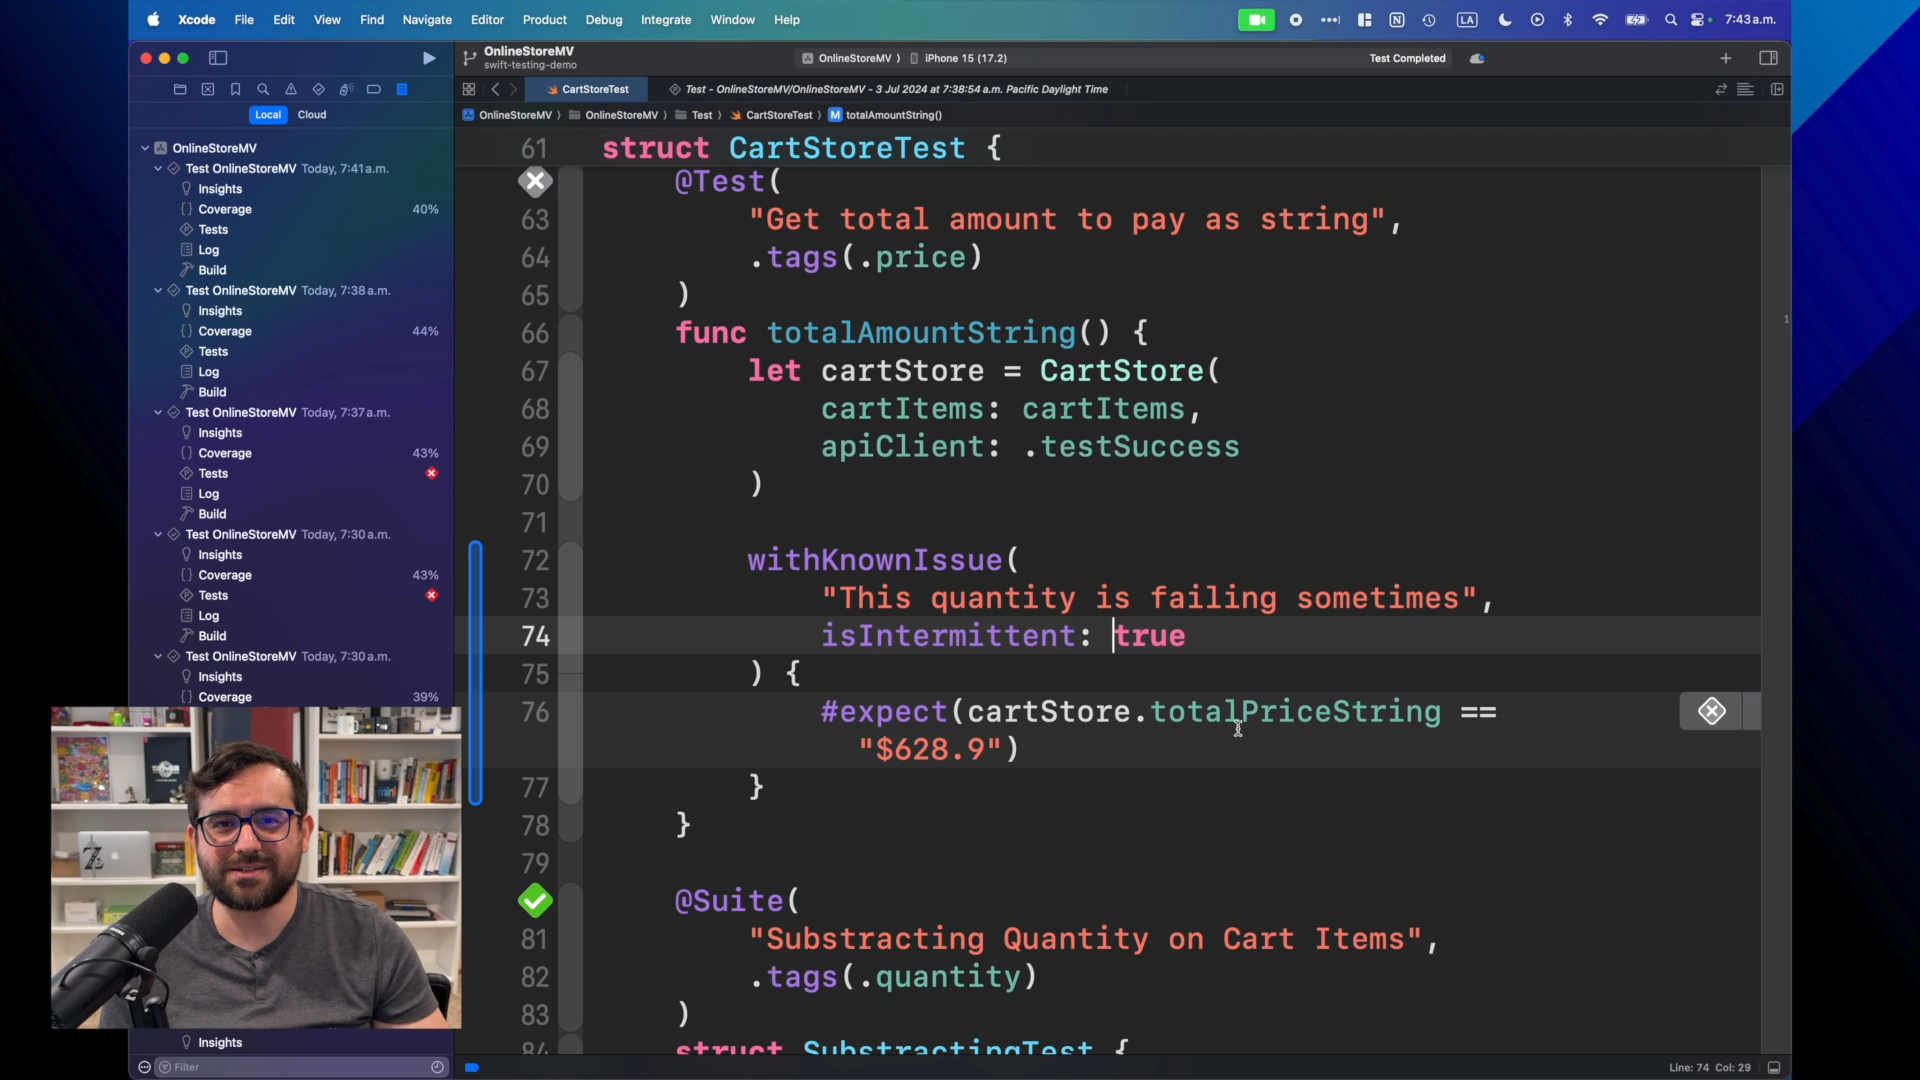 Xcode File Edit View Find Navigate Editor Product Debug Integrate Window Help LA 7:43 a.m.
OnlineStoreMV
swift-testing-demo
OnlineStoreMV iPhone 15 (17.2) Test Completed
CartStoreTest Test - OnlineStoreMV/OnlineStoreMV - 3 Jul 2024 at 7:38:54 a.m. Pacific Daylight Time
Local Cloud
OnlineStoreMV OnlineStoreMV Test CartStoreTest M totalAmountString()
OnlineStoreMV
Test OnlineStoreMV Today, 7:41 a.m.
Insights
Coverage 40%
Tests
Log
Build
Test OnlineStoreMV Today, 7:38 a.m.
Insights
Coverage 44%
Tests
Log
Build
Test OnlineStoreMV Today, 7:37 a.m.
Insights
Coverage 43%
Tests
Log
Build
Test OnlineStoreMV Today, 7:30 a.m.
Insights
Coverage 43%
Tests
Log
Build
Test OnlineStoreMV Today, 7:30 a.m.
Insights
Coverage 39%
Insights
Filter
61 struct CartStoreTest {
@Test(
63 "Get total amount to pay as string",
64 .tags(.price)
65 )
66 func totalAmountString() {
67 let cartStore = CartStore(
68 cartItems: cartItems,
69 apiClient: .testSuccess
70 )
71
72 withKnownIssue(
73 "This quantity is failing sometimes",
74 isIntermittent: true
75 ) {
76 #expect(cartStore.totalPriceString ==
"$628.9")
77 }
78 }
79
@Suite(
81 "Substracting Quantity on Cart Items",
82 .tags(.quantity)
83 )
84 struct SubstractingTest {
1
Line: 74 Col: 29